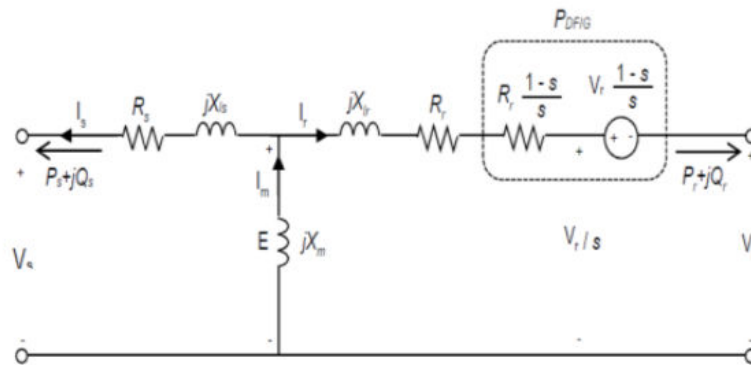 P_DFIG
I_s R_s jX_ls I_r jX_lr R_r R_r 1-s/s V_r 1-s/s
+ + - + - +
P_s+jQ_s I_m P_r+jQ_r
+
E jX_m
V_s V_r/s V
- - - -